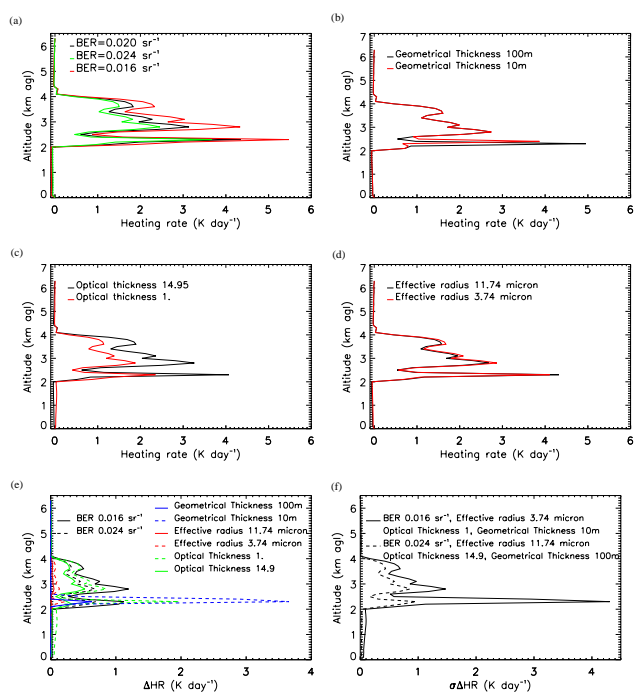 (a)
BER=0.020 sr⁻¹
BER=0.024 sr⁻¹
BER=0.016 sr⁻¹
Altitude (km agl)
7
6
5
4
3
2
1
0
0 1 2 3 4 5 6
Heating rate (K day⁻¹)
(b)
Geometrical Thickness 100m
Geometrical Thickness 10m
Altitude (km agl)
7
6
5
4
3
2
1
0
0 1 2 3 4 5 6
Heating rate (K day⁻¹)
(c)
Optical thickness 14.95
Optical thickness 1.
Altitude (km agl)
7
6
5
4
3
2
1
0
0 1 2 3 4 5 6
Heating rate (K day⁻¹)
(d)
Effective radius 11.74 micron
Effective radius 3.74 micron
Altitude (km agl)
7
6
5
4
3
2
1
0
0 1 2 3 4 5 6
Heating rate (K day⁻¹)
(e)
BER 0.016 sr⁻¹
BER 0.024 sr⁻¹
Geometrical Thickness 100m
Geometrical Thickness 10m
Effective radius 11.74 micron
Effective radius 3.74 micron
Optical Thickness 1.
Optical Thickness 14.9
Altitude (km agl)
7
6
5
4
3
2
1
0
0 1 2 3 4
ΔHR (K day⁻¹)
(f)
BER 0.016 sr⁻¹, Effective radius 3.74 micron
Optical Thickness 1, Geometrical Thickness 10m
BER 0.024 sr⁻¹, Effective radius 11.74 micron
Optical Thickness 14.9, Geometrical Thickness 100m
Altitude (km agl)
7
6
5
4
3
2
1
0
0 1 2 3 4
σΔHR (K day⁻¹)